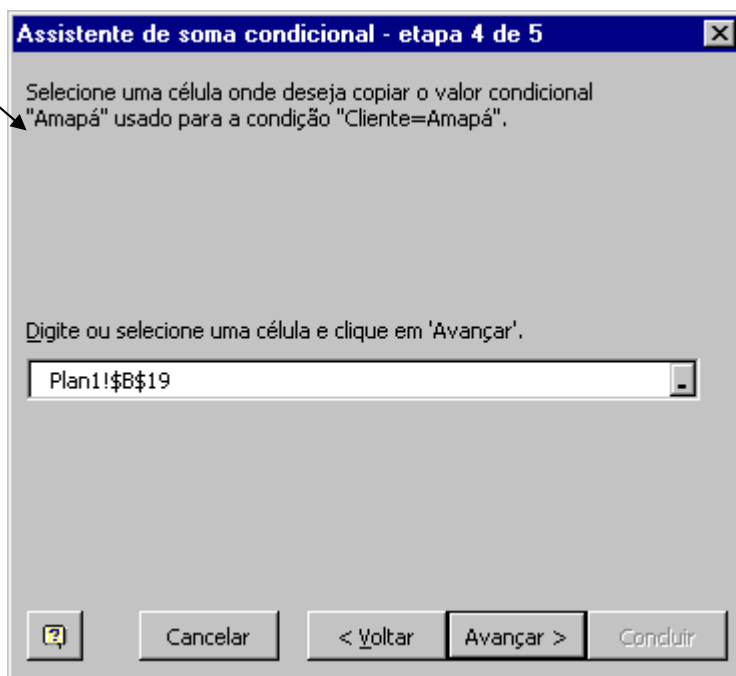 Assistente de soma condicional - etapa 4 de 5
Selecione uma célula onde deseja copiar o valor condicional
"Amapá" usado para a condição "Cliente=Amapá".
Digite ou selecione uma célula e clique em 'Avançar'.
Plan1!$B$19
Cancelar
< Voltar
Avançar >
Concluir